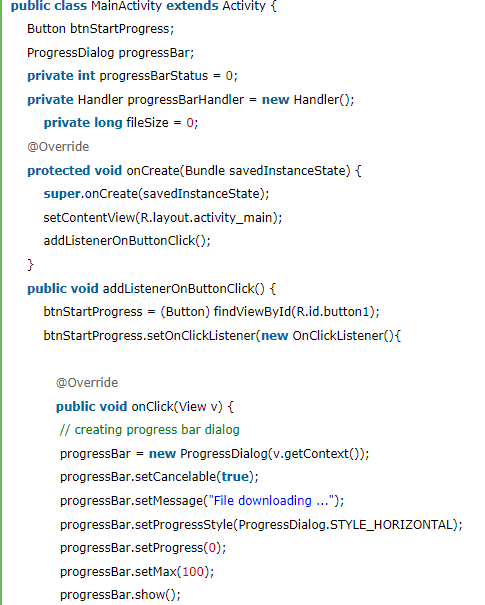 public class MainActivity extends Activity {
Button btnStartProgress;
ProgressDialog progressBar;
private int progressBarStatus = 0;
private Handler progressBarHandler = new Handler();
private long fileSize = 0;
@Override
protected void onCreate(Bundle savedInstanceState) {
super.onCreate(savedInstanceState);
setContentView(R.layout.activity_main);
addListenerOnButtonClick();
}
public void addListenerOnButtonClick() {
btnStartProgress = (Button) findViewById(R.id.button1);
btnStartProgress.setOnClickListener(new OnClickListener(){
@Override
public void onClick(View v) {
// creating progress bar dialog
progressBar = new ProgressDialog(v.getContext());
progressBar.setCancelable(true);
progressBar.setMessage("File downloading ...");
progressBar.setProgressStyle(ProgressDialog.STYLE_HORIZONTAL);
progressBar.setProgress(0);
progressBar.setMax(100);
progressBar.show();